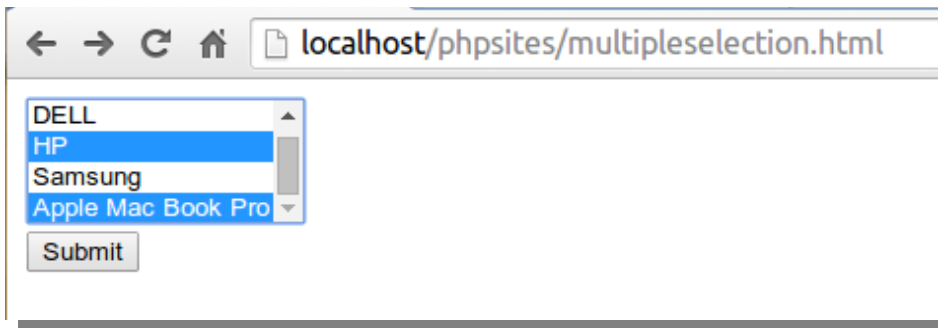 localhost/phpsites/multipleselection.html
DELL
HP
Samsung
Apple Mac Book Pro
Submit